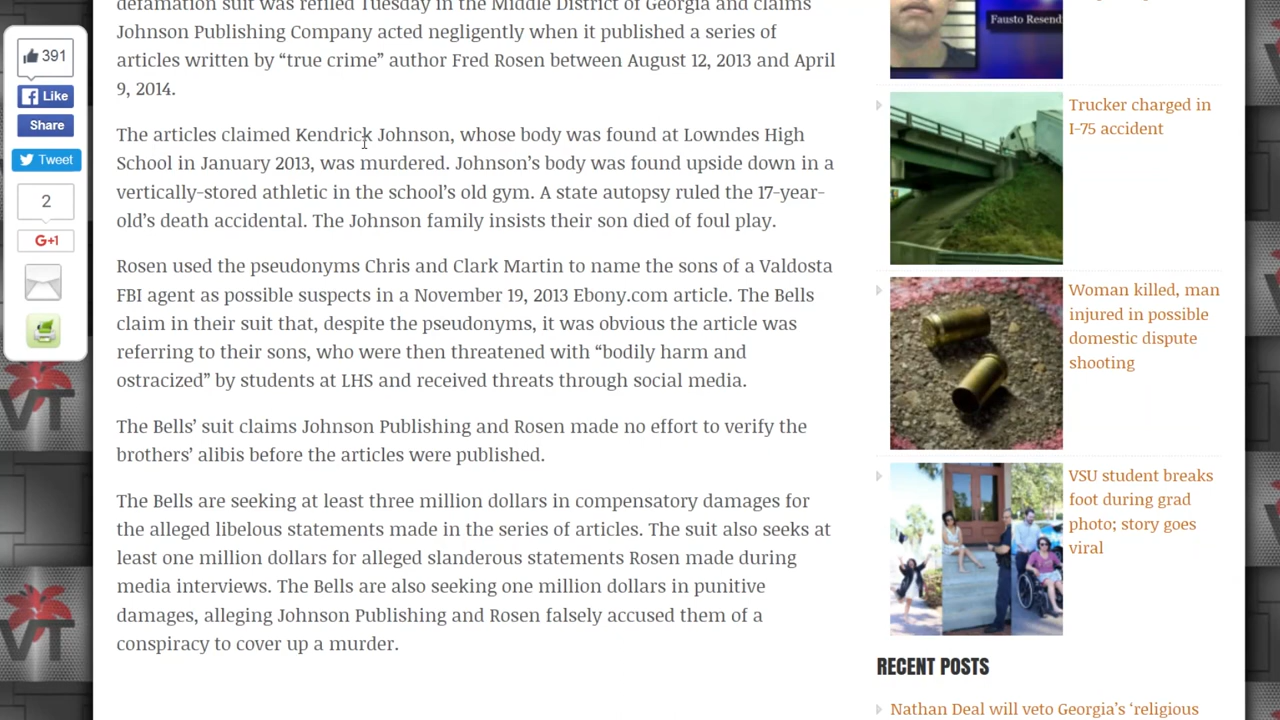 defamation suit was refiled Tuesday in the Middle District of Georgia and claims
Johnson Publishing Company acted negligently when it published a series of
articles written by “true crime” author Fred Rosen between August 12, 2013 and April
9, 2014.
The articles claimed Kendrick Johnson, whose body was found at Lowndes High
School in January 2013, was murdered. Johnson’s body was found upside down in a
vertically-stored athletic in the school’s old gym. A state autopsy ruled the 17-year-
old’s death accidental. The Johnson family insists their son died of foul play.
Rosen used the pseudonyms Chris and Clark Martin to name the sons of a Valdosta
FBI agent as possible suspects in a November 19, 2013 Ebony.com article. The Bells
claim in their suit that, despite the pseudonyms, it was obvious the article was
referring to their sons, who were then threatened with “bodily harm and
ostracized” by students at LHS and received threats through social media.
The Bells’ suit claims Johnson Publishing and Rosen made no effort to verify the
brothers’ alibis before the articles were published.
The Bells are seeking at least three million dollars in compensatory damages for
the alleged libelous statements made in the series of articles. The suit also seeks at
least one million dollars for alleged slanderous statements Rosen made during
media interviews. The Bells are also seeking one million dollars in punitive
damages, alleging Johnson Publishing and Rosen falsely accused them of a
conspiracy to cover up a murder.
391
Like
Share
Tweet
2
G+1
VT
VT
Fausto Resend
Trucker charged in
I-75 accident
Woman killed, man
injured in possible
domestic dispute
shooting
VSU student breaks
foot during grad
photo; story goes
viral
RECENT POSTS
Nathan Deal will veto Georgia’s ‘religious